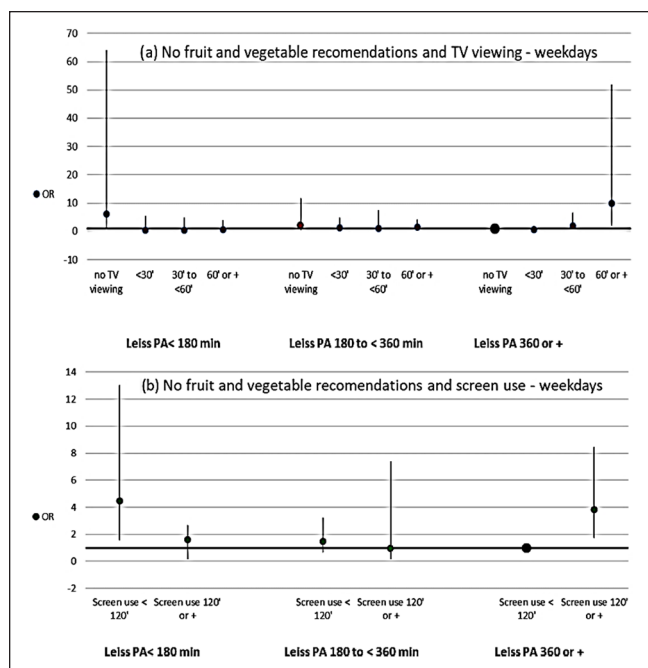 70
(a) No fruit and vegetable recomendations and TV viewing - weekdays
60
50
40
30
20
● OR
10
0
-10
no TV viewing <30' 30' to <60' 60' or + no TV viewing <30' 30' to <60' 60' or + no TV viewing <30' 30' to <60' 60' or +
Leiss PA< 180 min Leiss PA 180 to < 360 min Leiss PA 360 or +
14
(b) No fruit and vegetable recomendations and screen use - weekdays
12
10
8
6
4
● OR
2
0
-2
Screen use < Screen use 120' Screen use < Screen use 120' Screen use < Screen use 120'
120' or + 120' or + 120' or +
Leiss PA< 180 min Leiss PA 180 to < 360 min Leiss PA 360 or +